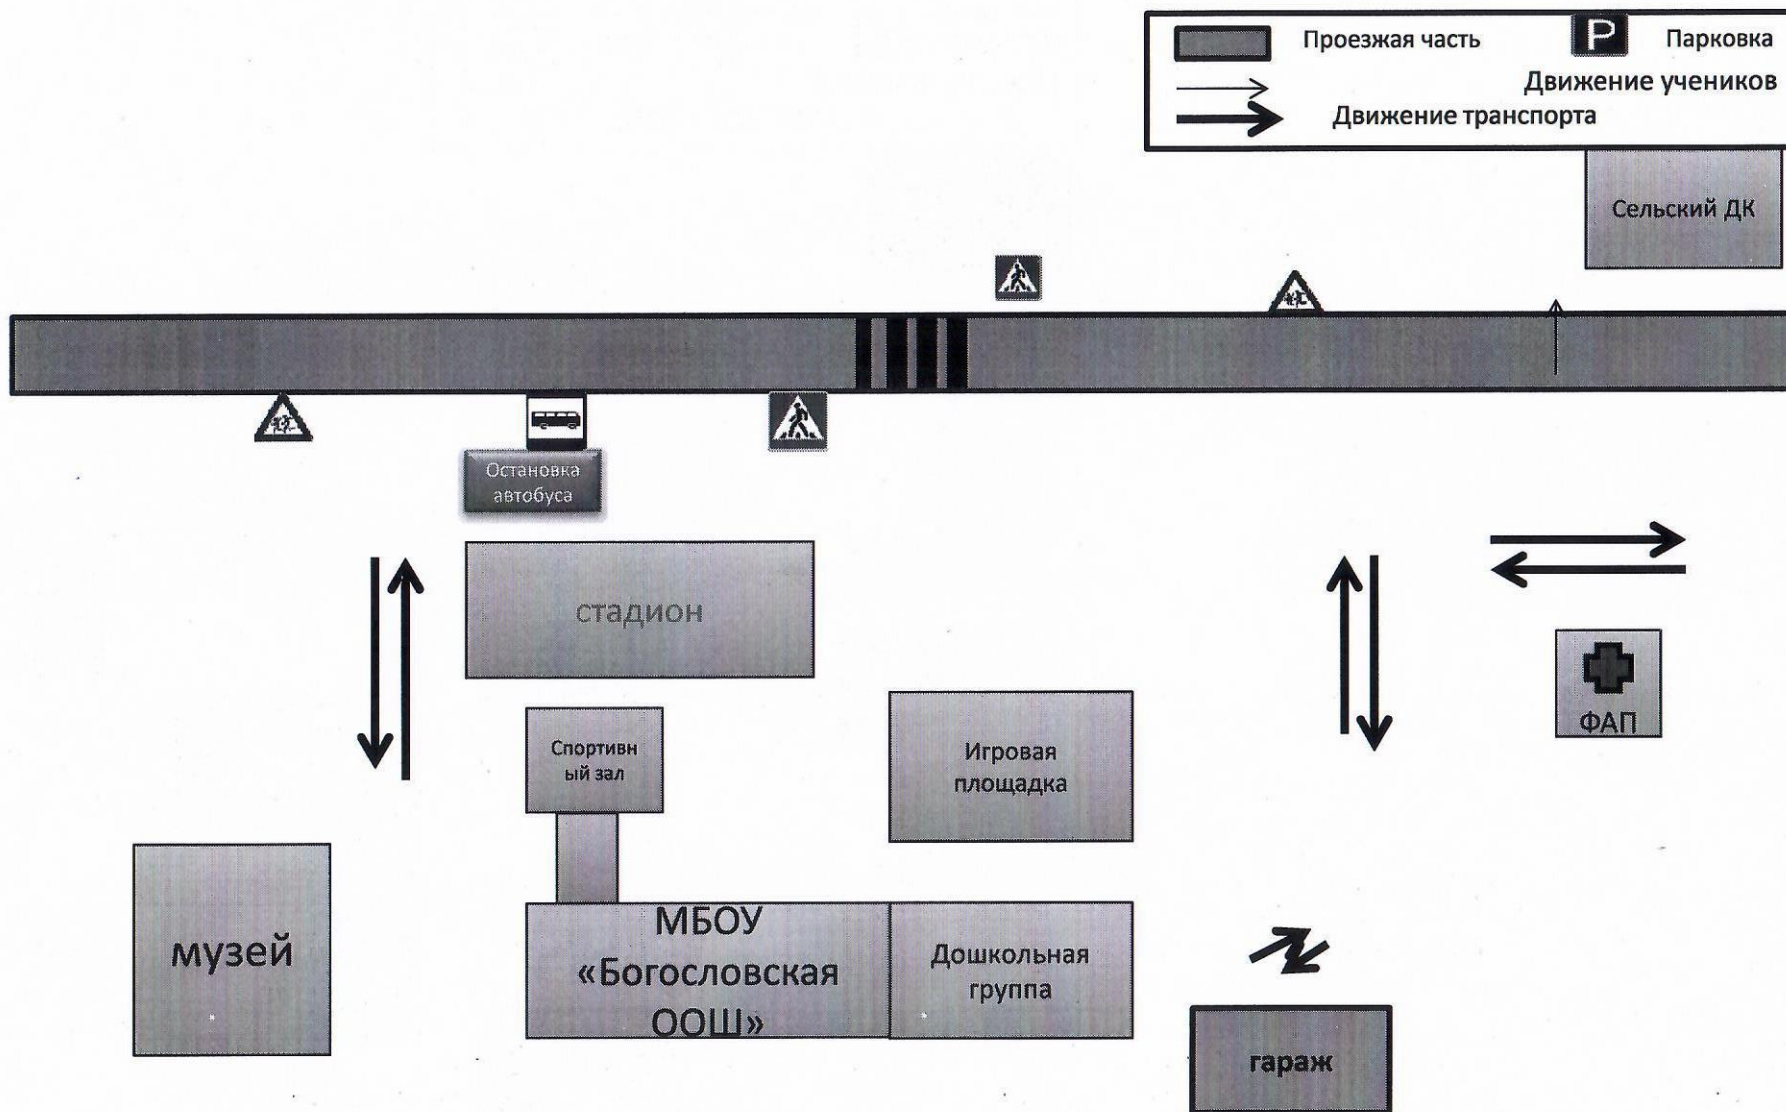 Проезжая часть
P
Парковка
Движение учеников
Движение транспорта
Сельский ДК
Остановка
автобуса
стадион
Спортивн
ый зал
Игровая
площадка
ФАП
музей
МБОУ
«Богословская
ООШ»
Дошкольная
группа
гараж